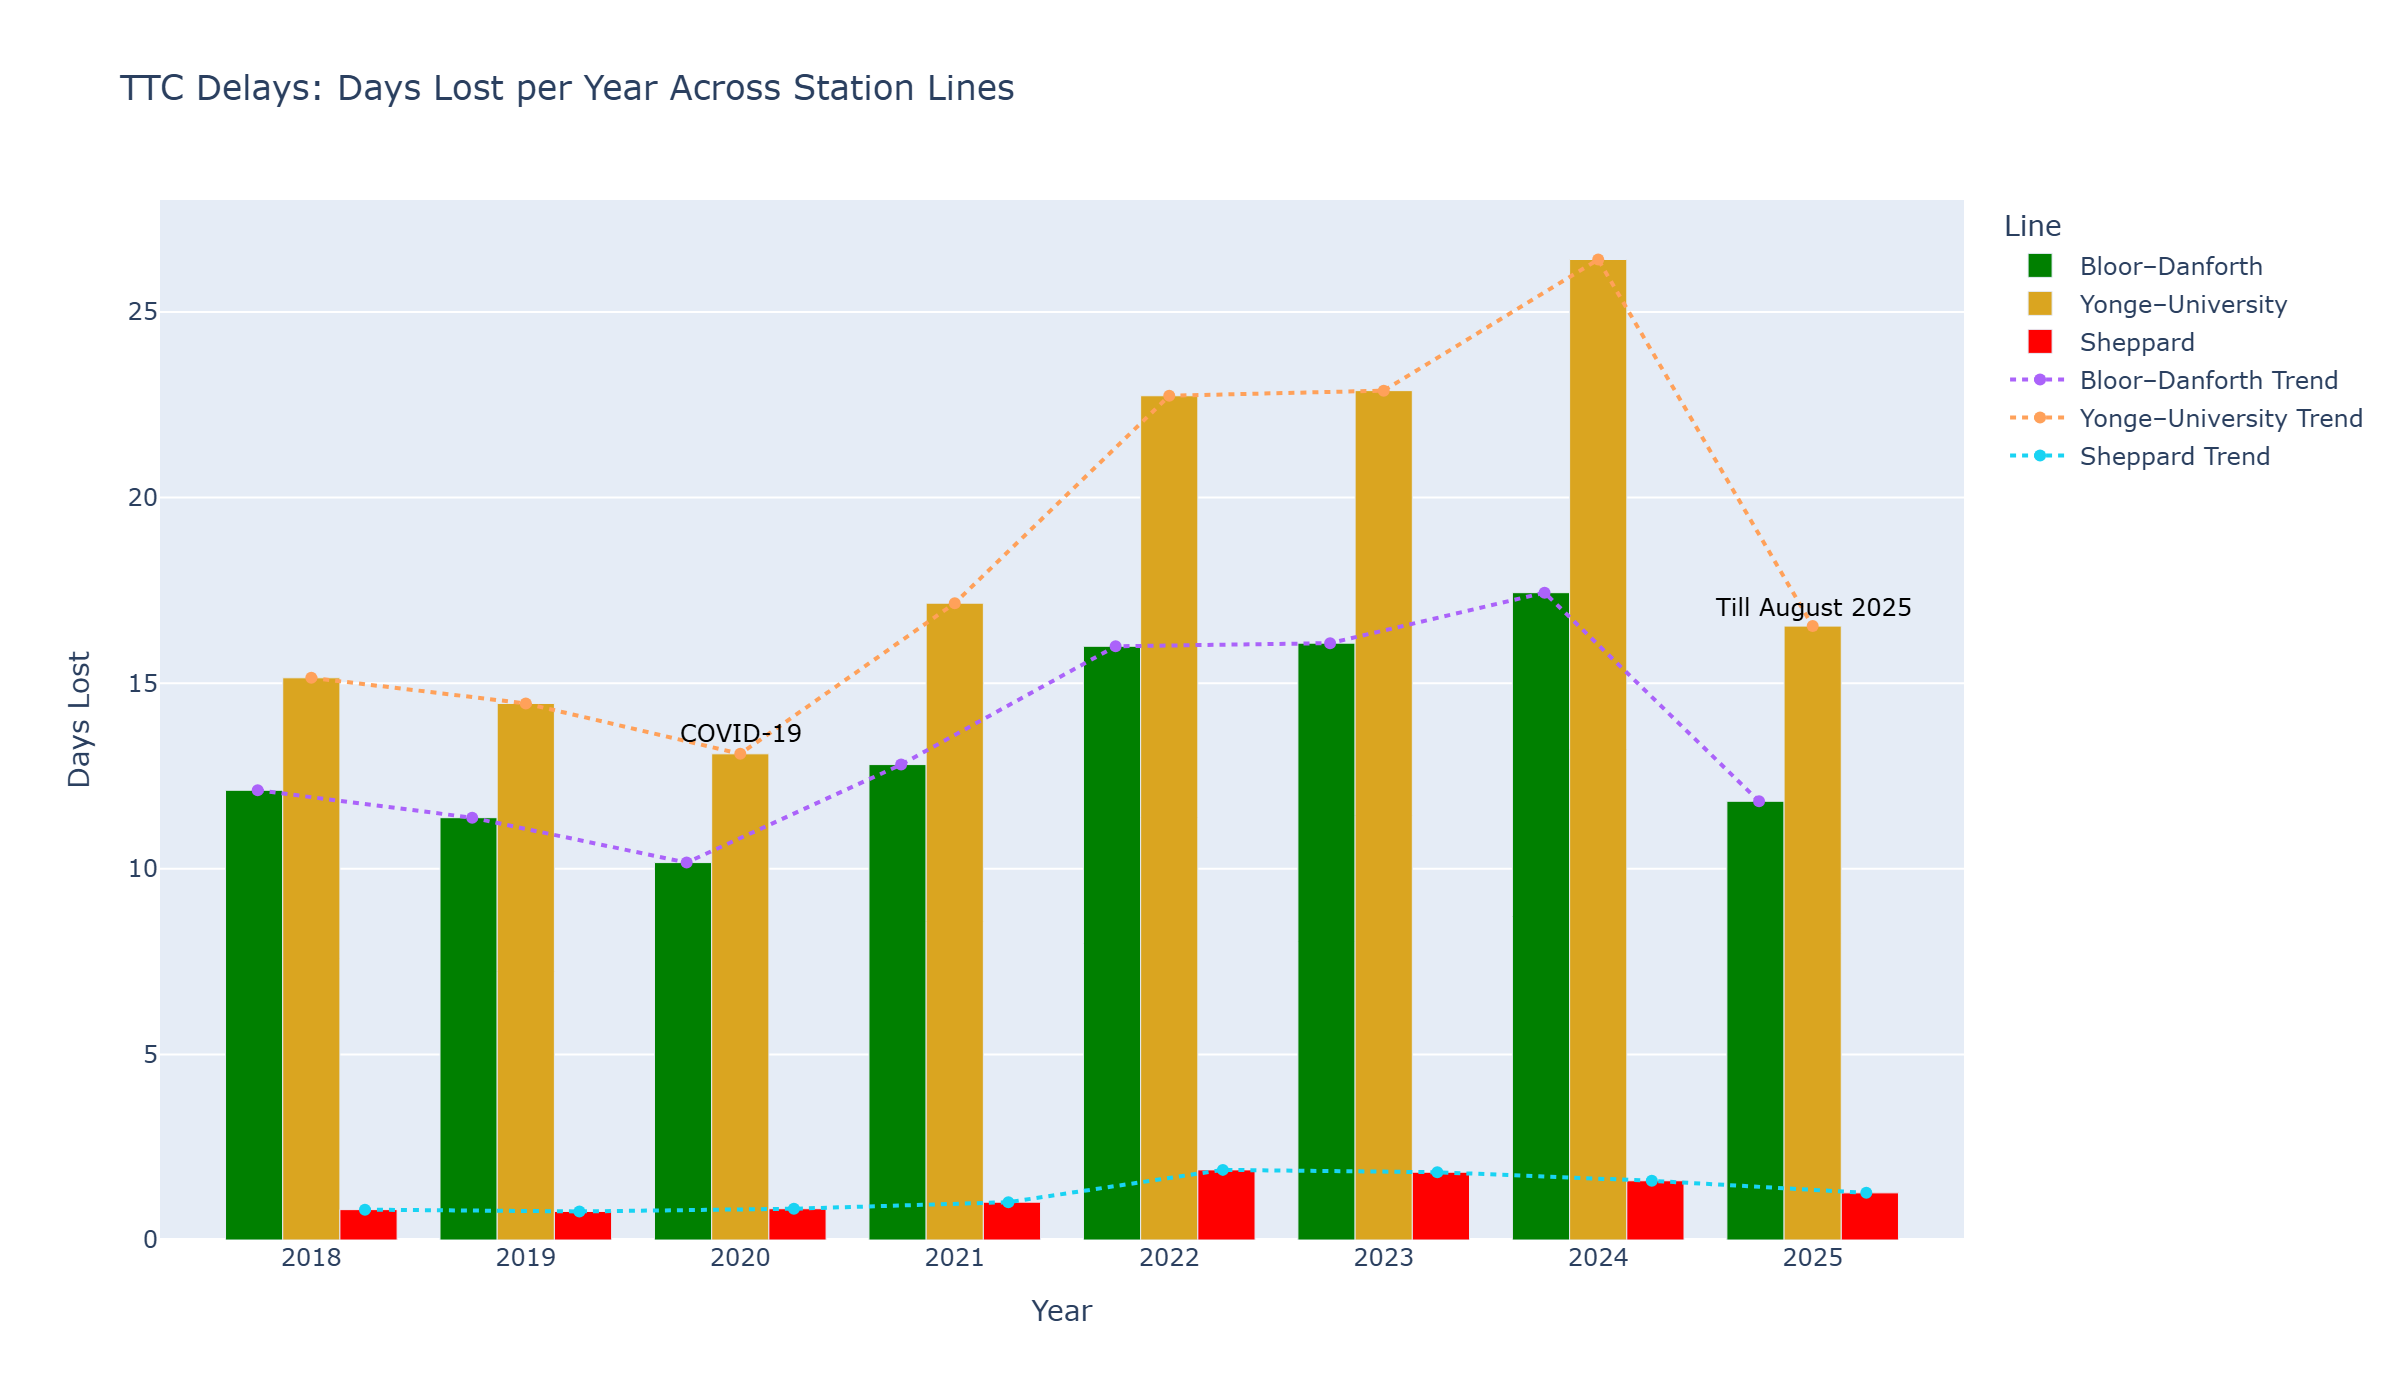 TTC Delays: Days Lost per Year Across Station Lines
Line
Bloor–Danforth
Yonge–University
Sheppard
Bloor–Danforth Trend
Yonge–University Trend
Sheppard Trend
25
20
15
10
5
0
Days Lost
COVID-19
Till August 2025
2018 2019 2020 2021 2022 2023 2024 2025
Year